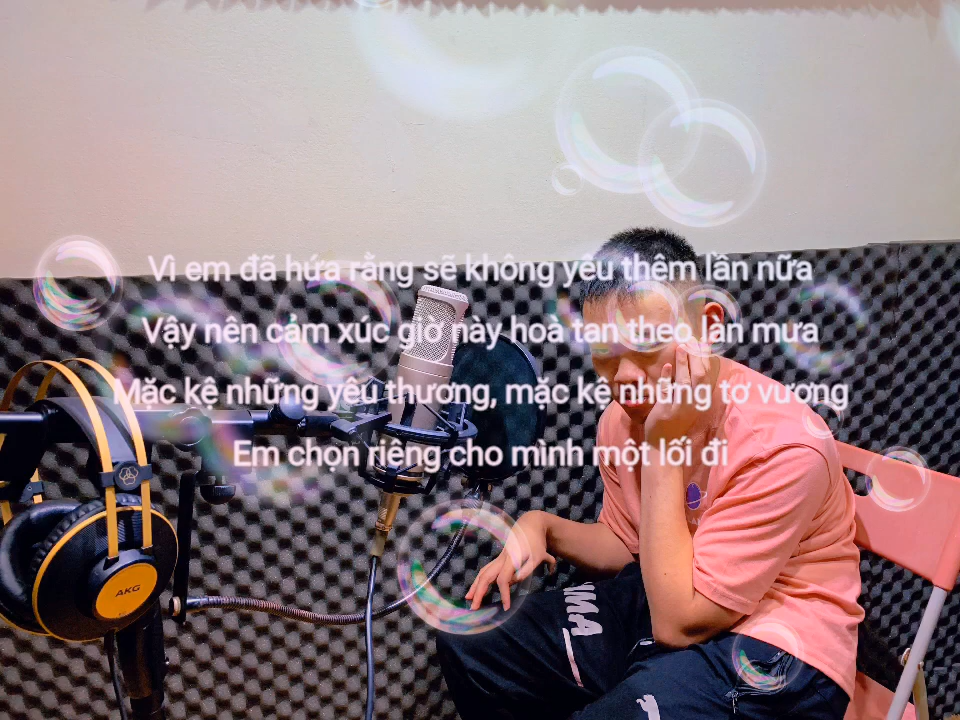 Vì em đã hứa rằng sẽ không yêu thêm lần nữa
Vậy nên cảm xúc giờ này hoà tan theo làn mưa
Mặc kệ những yêu thương, mặc kệ những tơ vương
Em chọn riêng cho mình một lối đi
AKG